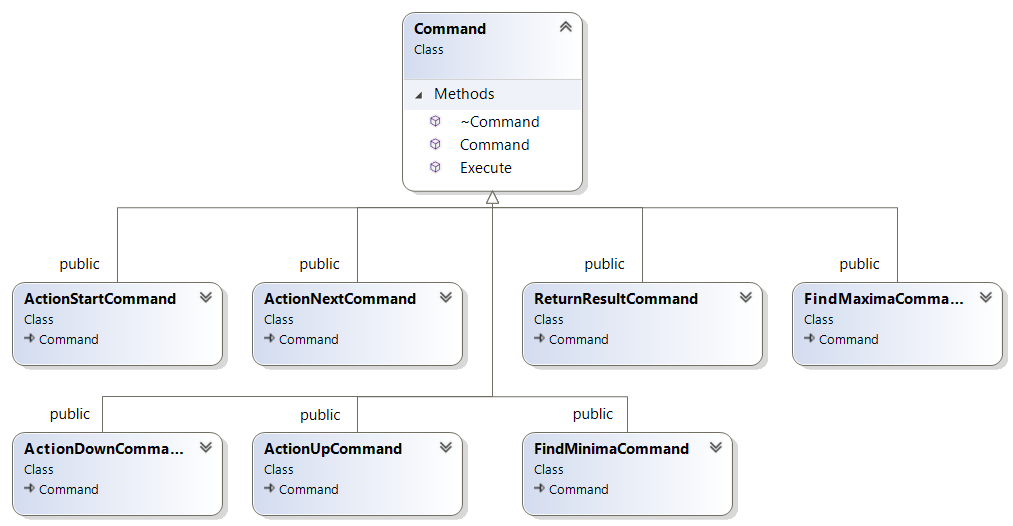 Command
Class
Methods
~Command
Command
Execute
public
public
public
public
ActionStartCommand
Class
Command
ActionNextCommand
Class
Command
ReturnResultCommand
Class
Command
FindMaximaComma...
Class
Command
public
public
public
ActionDownComma...
Class
Command
ActionUpCommand
Class
Command
FindMinimaCommand
Class
Command